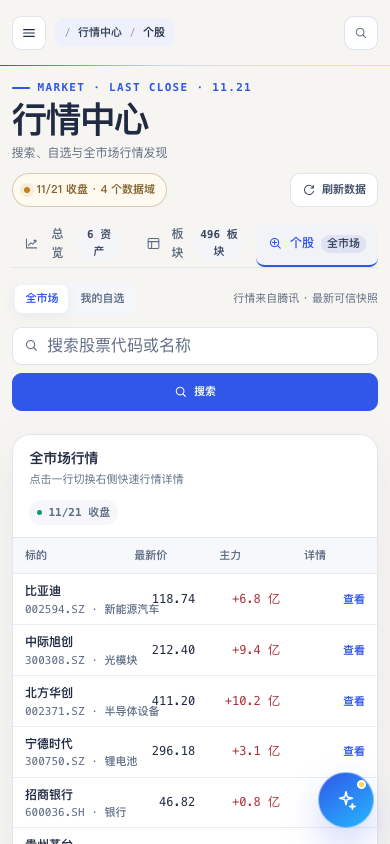 / 行情中心 / 个股
MARKET · LAST CLOSE · 11.21
行情中心
搜索、自选与全市场行情发现
11/21 收盘 · 4 个数据域
刷新数据
总览 6 资产 板块 496 板块 个股 全市场
全市场 我的自选 行情来自腾讯 · 最新可信快照
搜索股票代码或名称
搜索
全市场行情
点击一行切换右侧快速行情详情
11/21 收盘
标的 最新价 主力 详情
比亚迪
002594.SZ · 新能源汽车 118.74 +6.8 亿 查看
中际旭创
300308.SZ · 光模块 212.40 +9.4 亿 查看
北方华创
002371.SZ · 半导体设备 411.20 +10.2 亿 查看
宁德时代
300750.SZ · 锂电池 296.18 +3.1 亿 查看
招商银行
600036.SH · 银行 46.82 +0.8 亿
贵州茅台